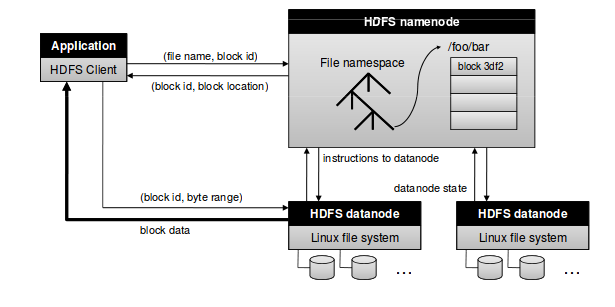 HDFS namenode
Application
HDFS Client
(file name, block id)
(block id, block location)
File namespace
/foo/bar
block 3df2
instructions to datanode
datanode state
(block id, byte range)
block data
HDFS datanode
Linux file system
...
HDFS datanode
Linux file system
...